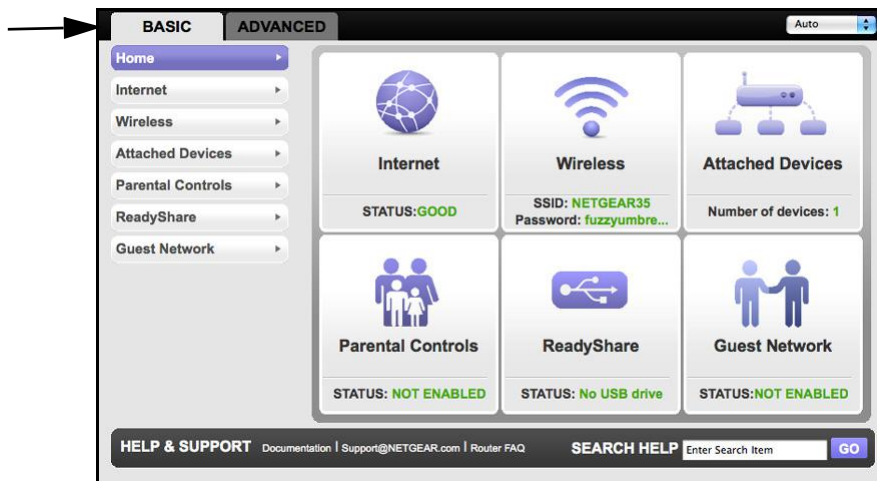 BASIC
ADVANCED
Auto
Home
Internet
Wireless
Attached Devices
Parental Controls
ReadyShare
Guest Network
Internet
STATUS:GOOD
Wireless
SSID: NETGEAR35
Password: fuzzyumbre...
Attached Devices
Number of devices: 1
Parental Controls
STATUS: NOT ENABLED
ReadyShare
STATUS: No USB drive
Guest Network
STATUS:NOT ENABLED
HELP & SUPPORT Documentation | Support@NETGEAR.com | Router FAQ SEARCH HELP Enter Search Item GO